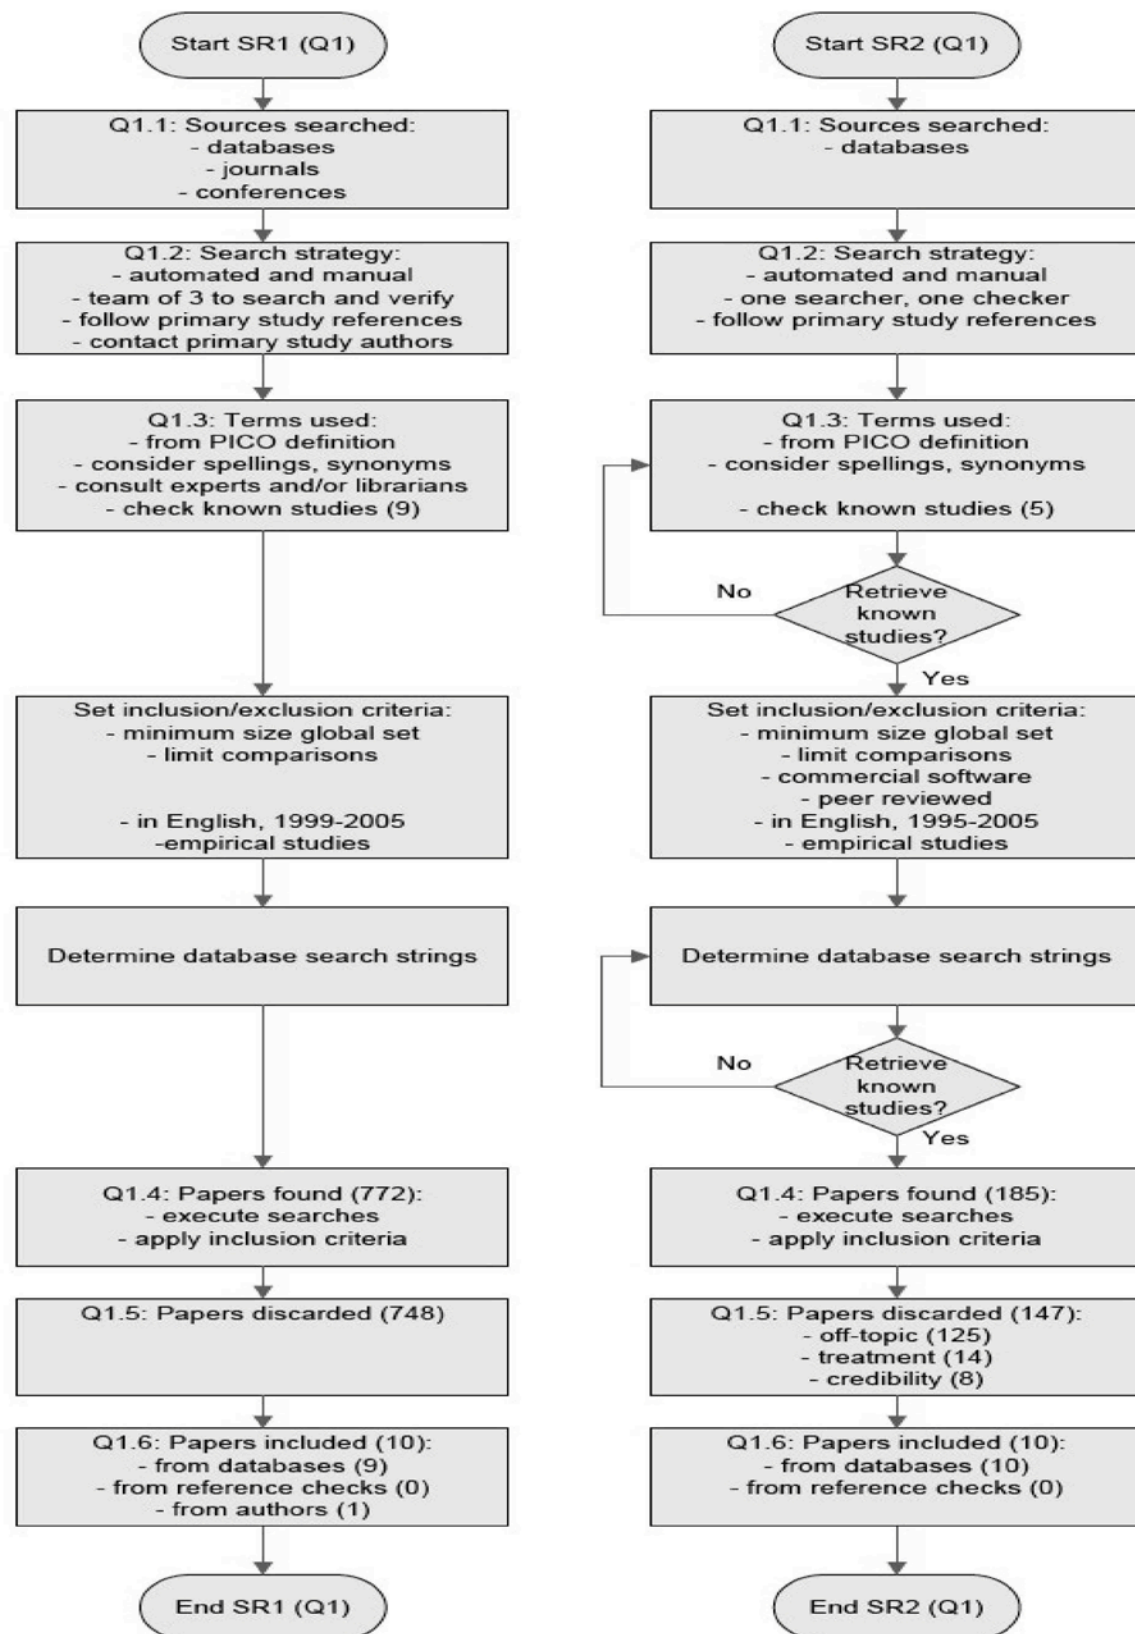 Start SR1 (Q1)
Q1.1: Sources searched:
- databases
- journals
- conferences
Q1.2: Search strategy:
- automated and manual
- team of 3 to search and verify
- follow primary study references
- contact primary study authors
Q1.3: Terms used:
- from PICO definition
- consider spellings, synonyms
- consult experts and/or librarians
- check known studies (9)
Set inclusion/exclusion criteria:
- minimum size global set
- limit comparisons
- in English, 1999-2005
-empirical studies
Determine database search strings
Q1.4: Papers found (772):
- execute searches
- apply inclusion criteria
Q1.5: Papers discarded (748)
Q1.6: Papers included (10):
- from databases (9)
- from reference checks (0)
- from authors (1)
End SR1 (Q1)
Start SR2 (Q1)
Q1.1: Sources searched:
- databases
Q1.2: Search strategy:
- automated and manual
- one searcher, one checker
- follow primary study references
Q1.3: Terms used:
- from PICO definition
- consider spellings, synonyms
- check known studies (5)
No
Retrieve
known
studies?
Yes
Set inclusion/exclusion criteria:
- minimum size global set
- limit comparisons
- commercial software
- peer reviewed
- in English, 1995-2005
- empirical studies
Determine database search strings
No
Retrieve
known
studies?
Yes
Q1.4: Papers found (185):
- execute searches
- apply inclusion criteria
Q1.5: Papers discarded (147):
- off-topic (125)
- treatment (14)
- credibility (8)
Q1.6: Papers included (10):
- from databases (10)
- from reference checks (0)
End SR2 (Q1)